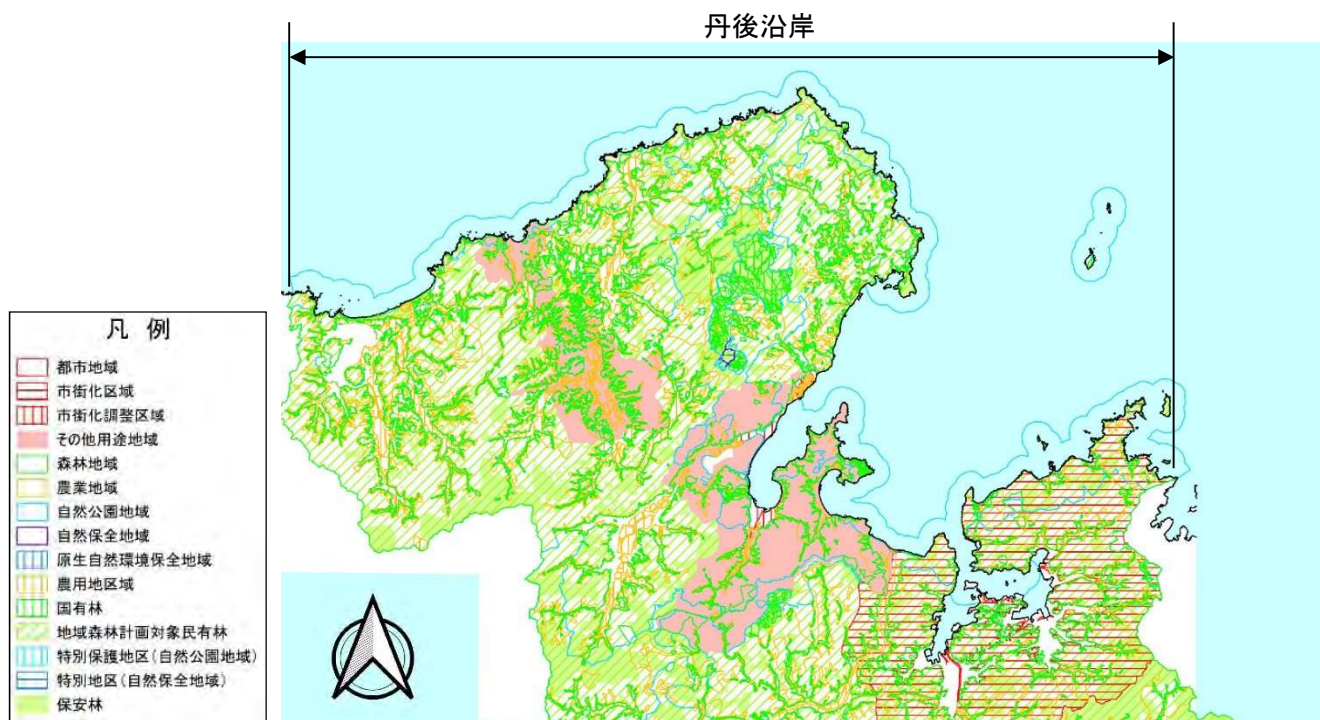 丹後沿岸
凡 例
都市地域
市街化区域
市街化調整区域
その他用途地域
森林地域
農業地域
自然公園地域
自然保全地域
原生自然環境保全地域
農用地区域
国有林
地域森林計画対象民有林
特別保護地区(自然公園地域)
特別地区(自然保全地域)
保安林